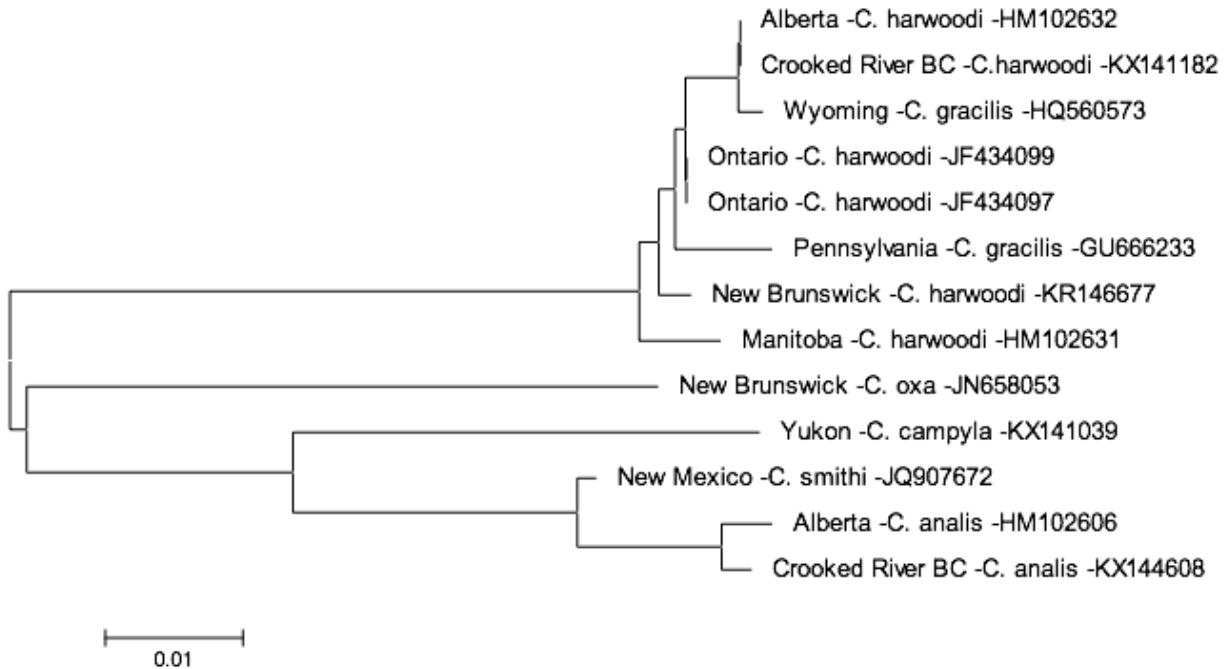 Alberta -C. harwoodi -HM102632
Crooked River BC -C.harwoodi -KX141182
Wyoming -C. gracilis -HQ560573
Ontario -C. harwoodi -JF434099
Ontario -C. harwoodi -JF434097
Pennsylvania -C. gracilis -GU666233
New Brunswick -C. harwoodi -KR146677
Manitoba -C. harwoodi -HM102631
New Brunswick -C. oxa -JN658053
Yukon -C. campyla -KX141039
New Mexico -C. smithi -JQ907672
Alberta -C. analis -HM102606
Crooked River BC -C. analis -KX144608
0.01